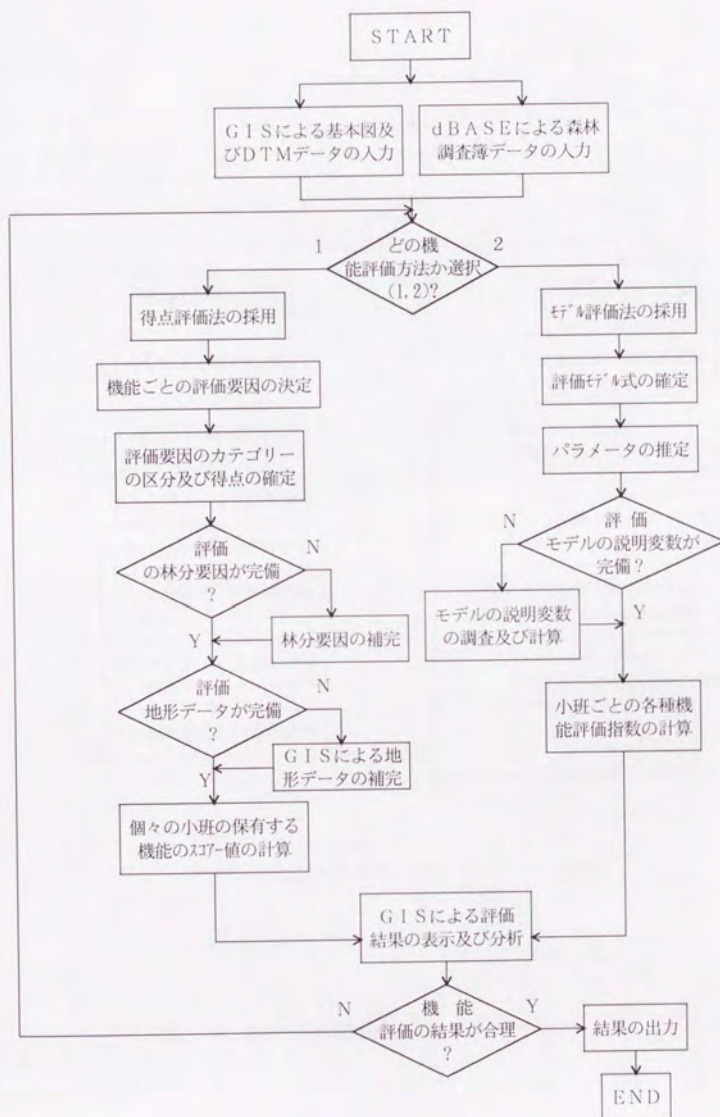 START
GISによる基本図及
びDTMデータの入力
dBASEによる森林
調査簿データの入力
どの機
能評価方法か選択
(1,2)?
1
2
得点評価法の採用
機能ごとの評価要因の決定
評価要因のカテゴリー
の区分及び得点の確定
評価
の林分要因が完備
?
N
Y
林分要因の補完
評価
地形データが完備
?
N
Y
GISによる地
形データの補完
個々の小班の保有する
機能のスコアー値の計算
モデル評価法の採用
評価モデル式の確定
パラメータの推定
評価
モデルの説明変数が
完備?
N
Y
モデルの説明変数
の調査及び計算
小班ごとの各種機
能評価指数の計算
GISによる評価
結果の表示及び分析
機能
評価の結果が合理
?
N
Y
結果の出力
END